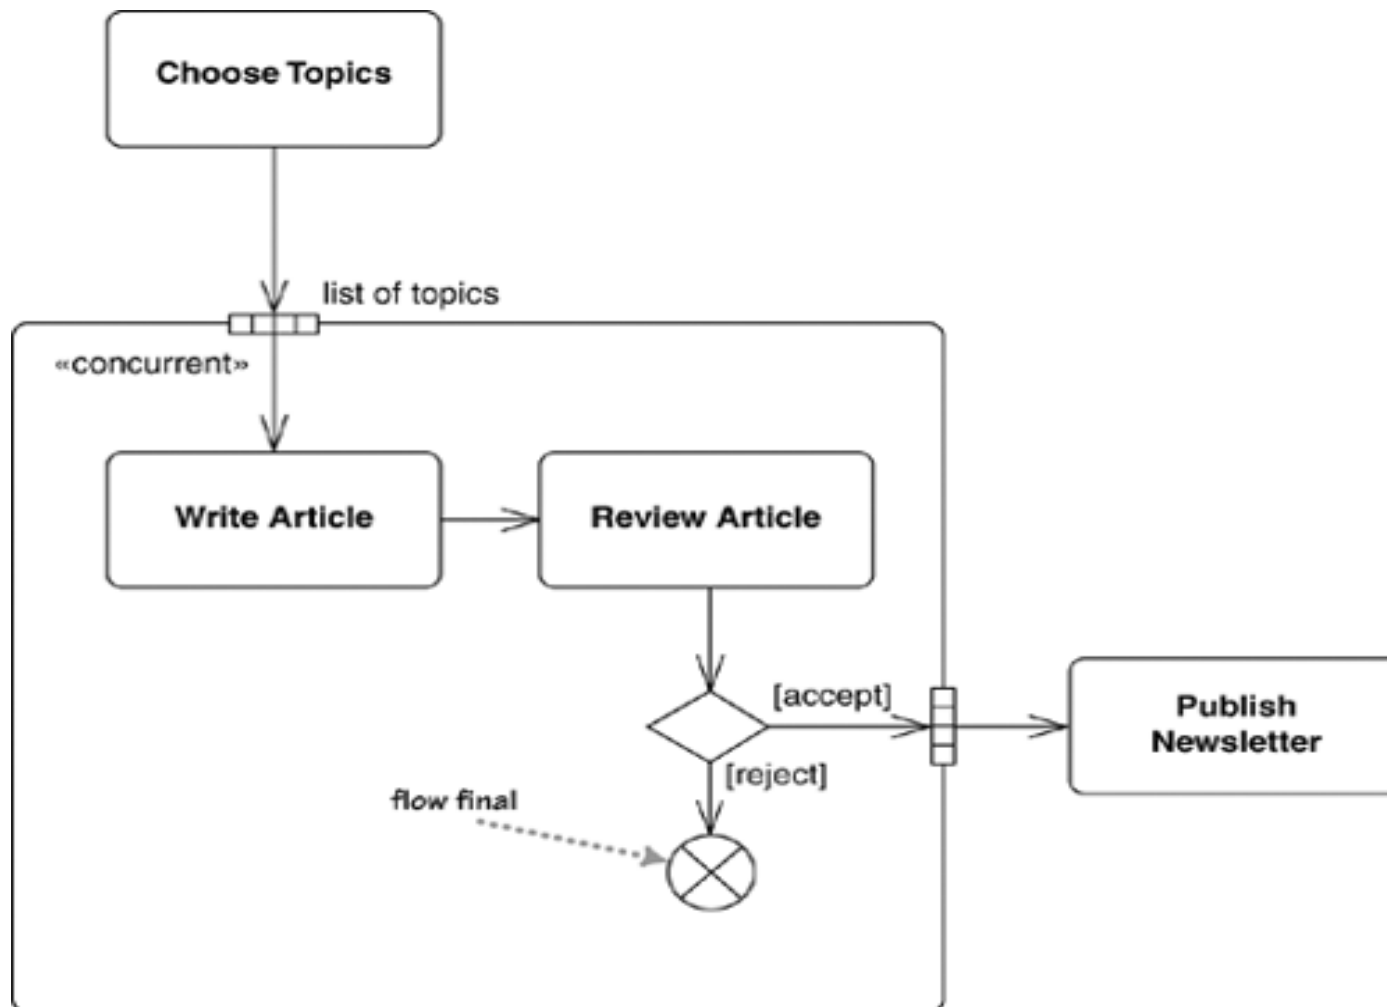 Choose Topics
list of topics
«concurrent»
Write Article
Review Article
[accept]
Publish
Newsletter
[reject]
flow final